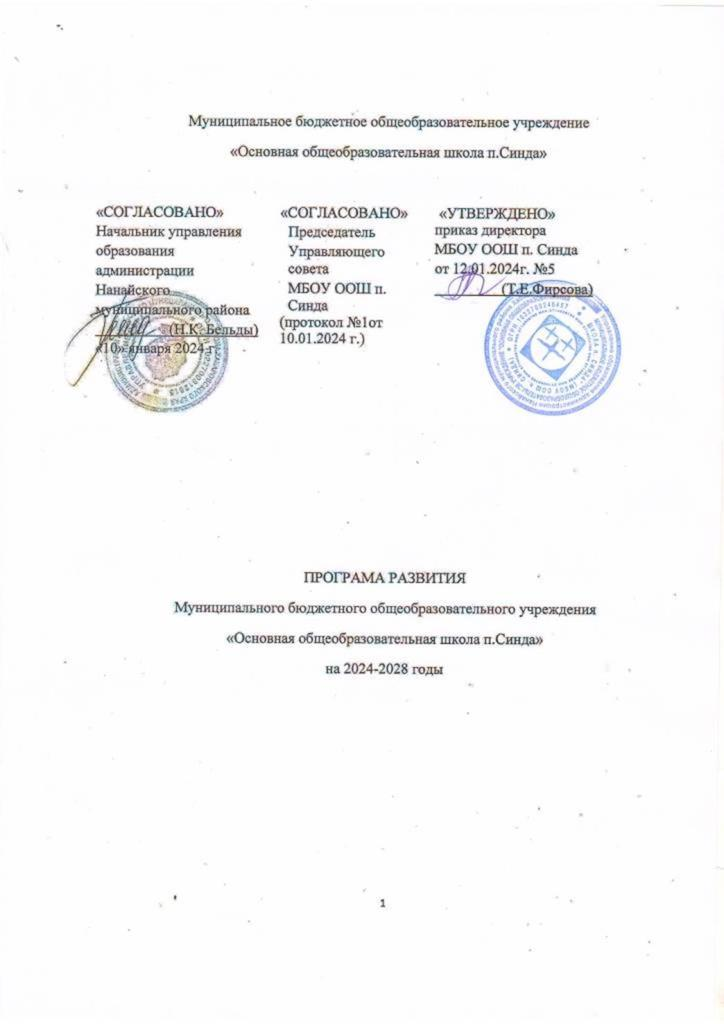 Муниципальное бюджетное общеобразовательное учреждение
«Основная общеобразовательная школа п.Синда»
«СОГЛАСОВАНО»
Начальник управления
образования
администрации
Нанайского
муниципального района
(Н.К. Бельды)
«10» января 2024 г.
«СОГЛАСОВАНО»
Председатель
Управляющего
совета
МБОУ ООШ п.
Синда
(протокол №1от
10.01.2024 г.)
«УТВЕРЖДЕНО»
приказ директора
МБОУ ООШ п. Синда
от 12.01.2024г. №5
(Т.Е.Фирсова)
ПРОГРАМА РАЗВИТИЯ
Муниципального бюджетного общеобразовательного учреждения
«Основная общеобразовательная школа п.Синда»
на 2024-2028 годы
1